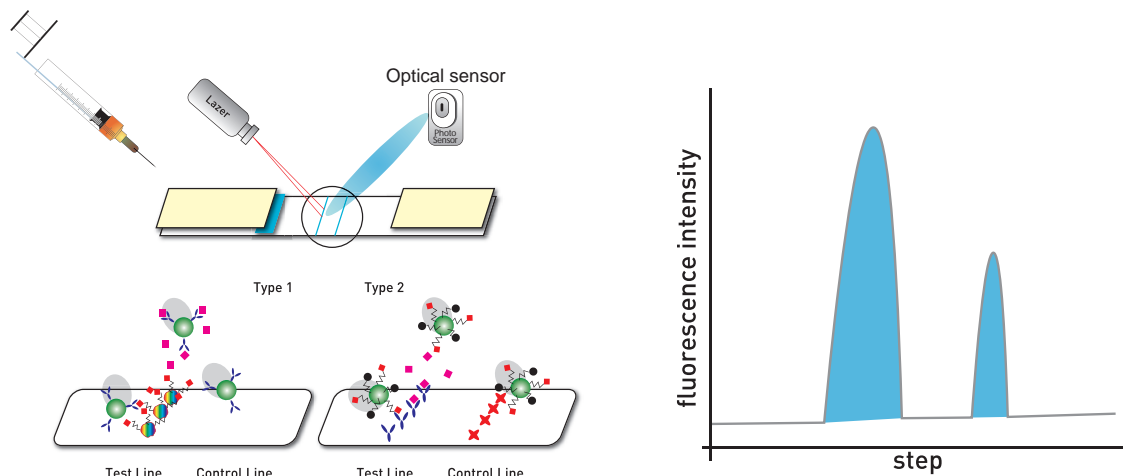 Optical sensor
Lazer
Photo
Sensor
Type 1
Type 2
Test Line
Control Line
Test Line
Control Line
fluorescence intensity
step